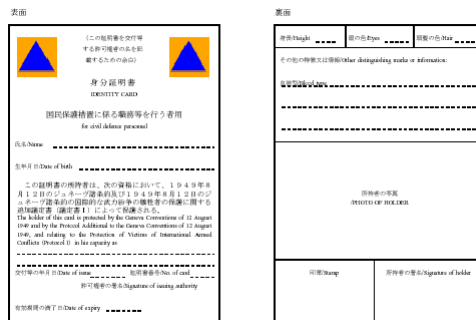 表面
(この証明書を交付等
する許可権者の名を記
載するための余白)
身分証明書
IDENTITY CARD
国民保護措置に係る職務等を行う者用
for civil defence personnel
氏名/Name
生年月日/Date of birth
この証明書の所持者は、次の資格において、1949年8
月12日のジュネーヴ諸条約及び1949年8月12日のジ
ュネーヴ諸条約の国際的な武力紛争の犠牲者の保護に関する
追加議定書(議定書I)によって保護される。
The holder of this card is protected by the Geneva Conventions of 12 August
1949 and by the Protocol Additional to the Geneva Conventions of 12 August
1949, and relating to the Protection of Victims of International Armed
Conflicts (Protocol I) in his capacity as
交付等の年月日/Date of issue 証明書番号/No. of card
許可権者の署名/Signature of issuing authority
有効期間の満了日/Date of expiry
裏面
身長/Height 眼の色/Eyes 頭髪の色/Hair
その他の特徴又は情報/Other distinguishing marks or information:
血液型/Blood type
所持者の写真
/PHOTO OF HOLDER
印章/Stamp 所持者の署名/Signature of holder